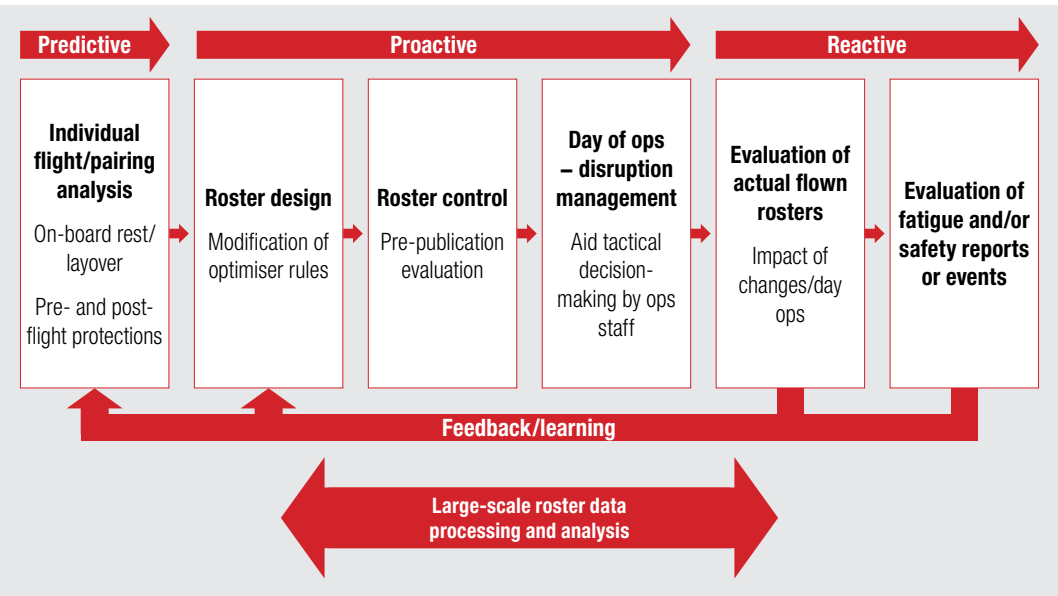 Predictive
Proactive
Reactive
Individual
flight/pairing
analysis
On-board rest/
layover
Pre- and post-
flight protections
Roster design
Modification of
optimiser rules
Roster control
Pre-publication
evaluation
Day of ops
– disruption
management
Aid tactical
decision-
making by ops
staff
Evaluation of
actual flown
rosters
Impact of
changes/day
ops
Evaluation of
fatigue and/or
safety reports
or events
Feedback/learning
Large-scale roster data
processing and analysis